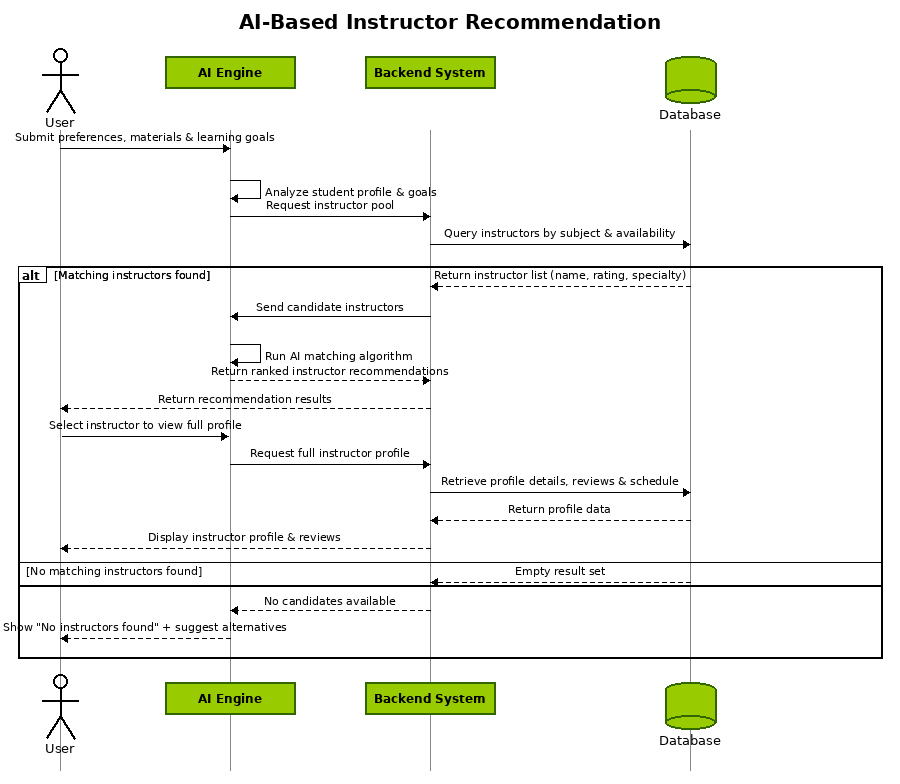 AI-Based Instructor Recommendation
AI Engine
Backend System
User
Database
Submit preferences, materials & learning goals
Analyze student profile & goals
Request instructor pool
Query instructors by subject & availability
alt [Matching instructors found]
Return instructor list (name, rating, specialty)
Send candidate instructors
Run AI matching algorithm
Return ranked instructor recommendations
Return recommendation results
Select instructor to view full profile
Request full instructor profile
Retrieve profile details, reviews & schedule
Return profile data
Display instructor profile & reviews
[No matching instructors found]
Empty result set
No candidates available
Show "No instructors found" + suggest alternatives
AI Engine
Backend System
User
Database